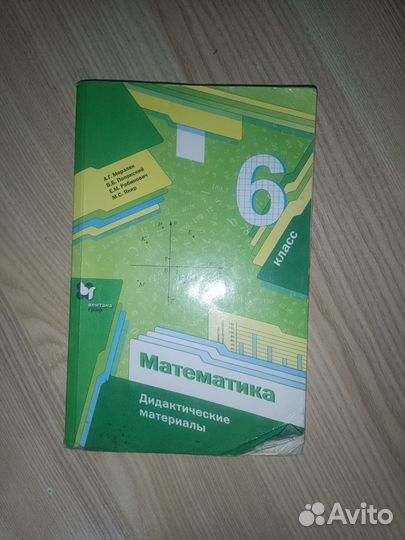 А.Г. Мерзляк
В.Б. Полонский
Е.М. Рабинович
М.С. Якир
6
класс
вентана
граф
Математика
Дидактические
материалы
Avito